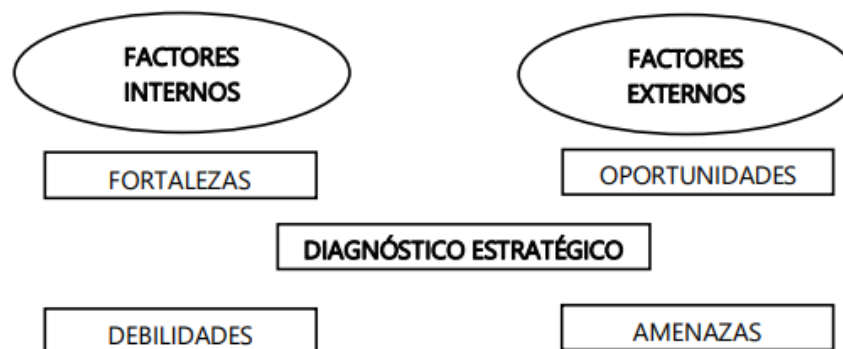 FACTORES
INTERNOS
FACTORES
EXTERNOS
FORTALEZAS
OPORTUNIDADES
DIAGNÓSTICO ESTRATÉGICO
DEBILIDADES
AMENAZAS